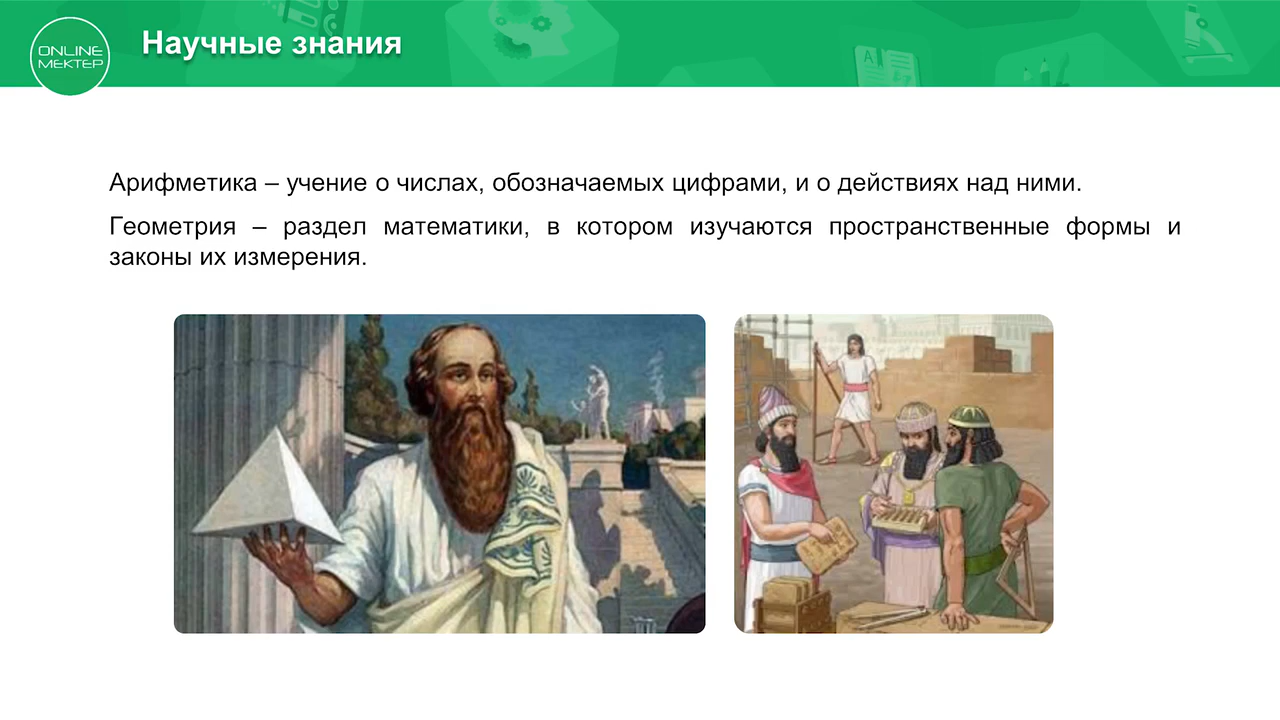 ONLINE
МЕКТЕР
Научные знания
Арифметика – учение о числах, обозначаемых цифрами, и о действиях над ними.
Геометрия – раздел математики, в котором изучаются пространственные формы и
законы их измерения.
A